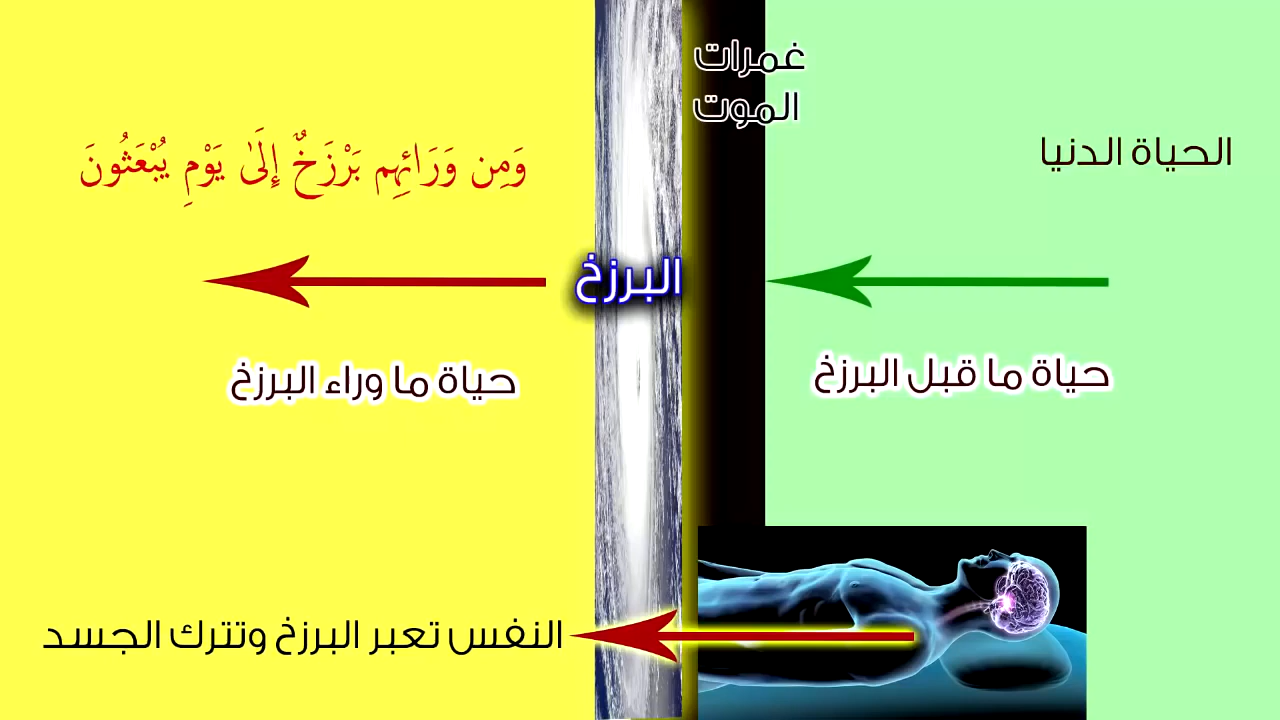 غمرات
الموت
الحياة الدنيا
وَمِن وَرَائِهِم بَرْزَخٌ إِلَىٰ يَوْمِ يُبْعَثُونَ
البرزخ
حياة ما قبل البرزخ
حياة ما وراء البرزخ
النفس تعبر البرزخ وتترك الجسد